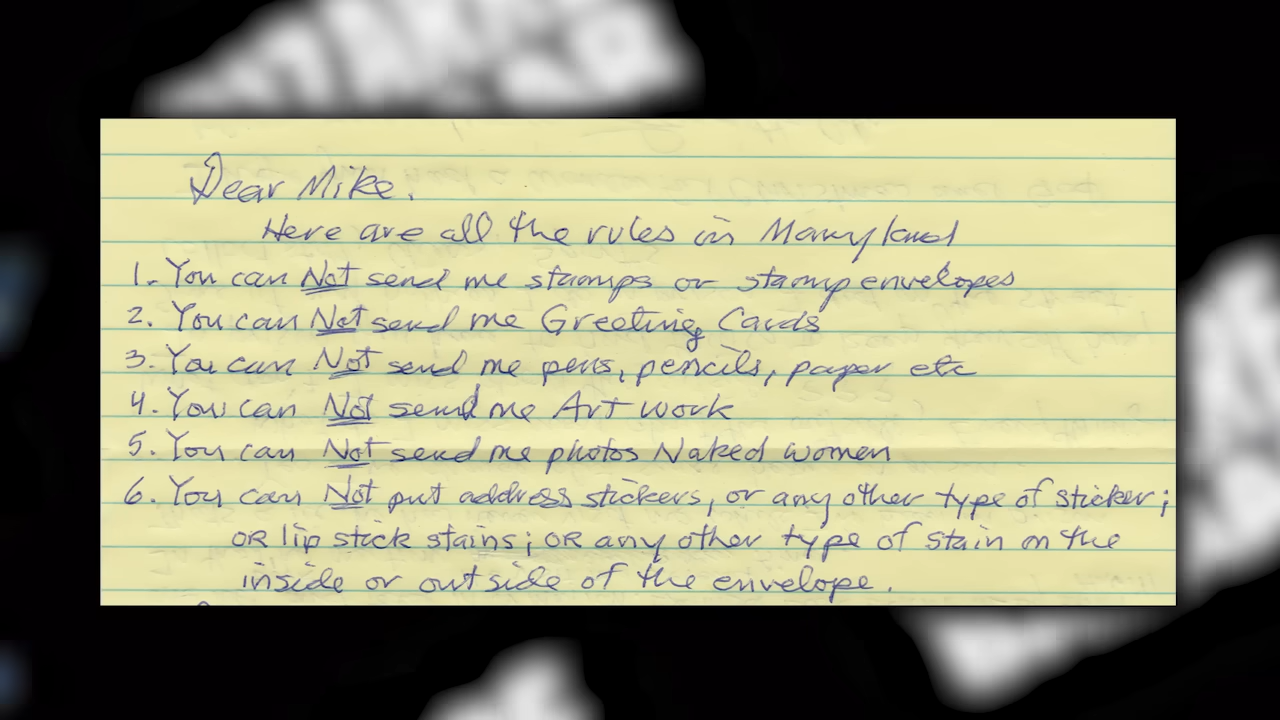 Dear Mike.
Here are all the rules in Maryland
1. You can Not send me stamps or stamp envelopes
2. You can Not send me Greeting Cards
3. You can Not send me pens, pencils, paper etc
4. You can Not send me Art work
5. You can Not send me photos Naked women
6. You can Not put address stickers, or any other type of sticker;
OR lip stick stains; OR any other type of stain on the
inside or outside of the envelope.